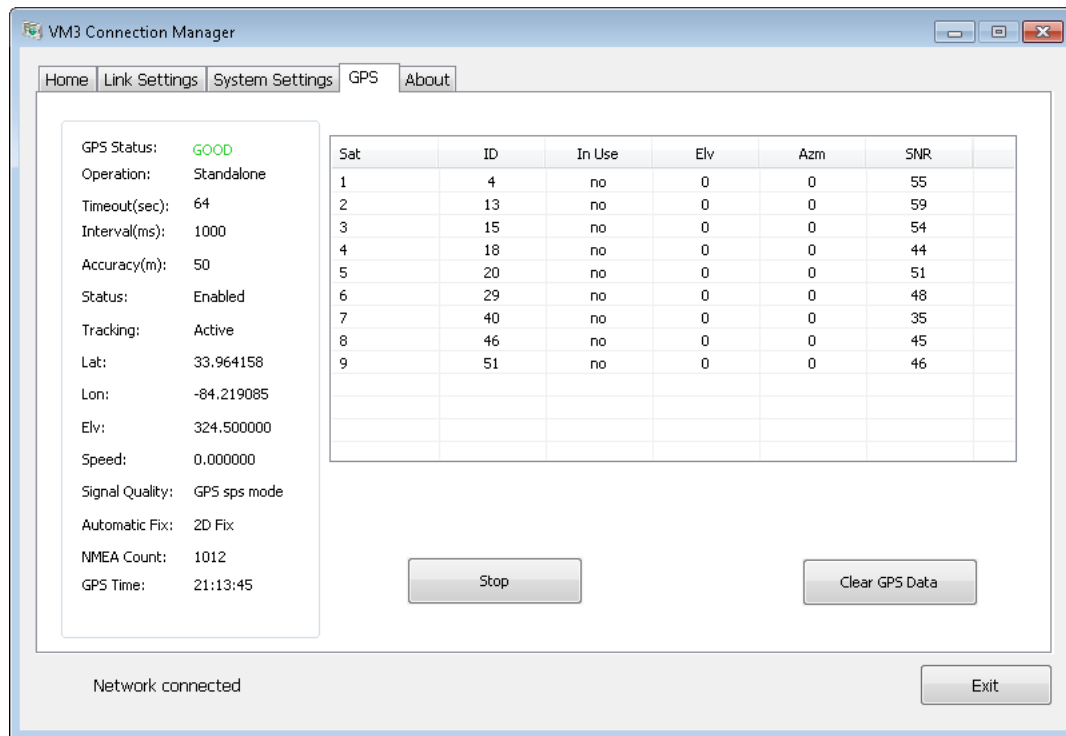 VM3 Connection Manager
Home Link Settings System Settings GPS About
GPS Status: GOOD
Operation: Standalone
Timeout(sec): 64
Interval(ms): 1000
Accuracy(m): 50
Status: Enabled
Tracking: Active
Lat: 33.964158
Lon: -84.219085
Elv: 324.500000
Speed: 0.000000
Signal Quality: GPS sps mode
Automatic Fix: 2D Fix
NMEA Count: 1012
GPS Time: 21:13:45
Sat ID In Use Elv Azm SNR
1 4 no 0 0 55
2 13 no 0 0 59
3 15 no 0 0 54
4 18 no 0 0 44
5 20 no 0 0 51
6 29 no 0 0 48
7 40 no 0 0 35
8 46 no 0 0 45
9 51 no 0 0 46
Stop Clear GPS Data
Network connected Exit